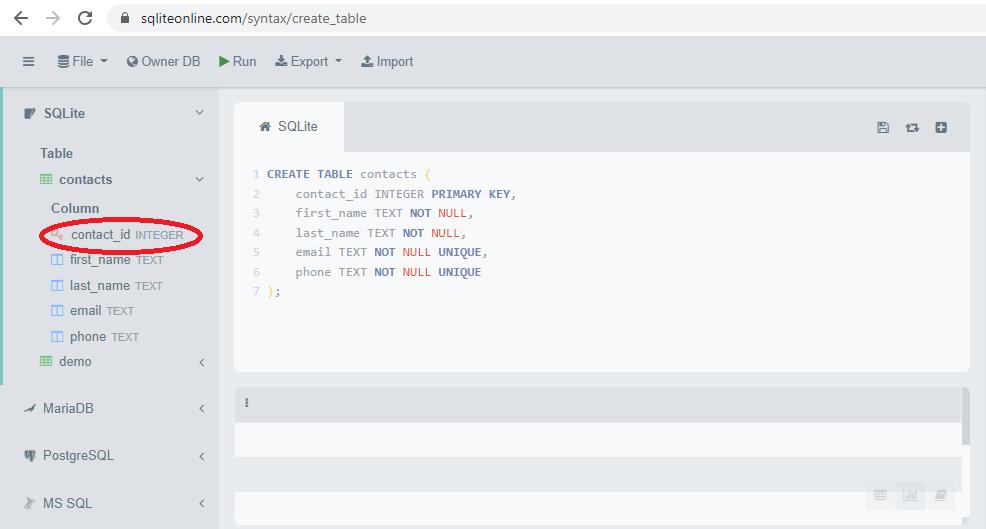 sqliteonline.com/syntax/create_table
File Owner DB Run Export Import
SQLite
Table
contacts
Column
contact_id INTEGER
first_name TEXT
last_name TEXT
email TEXT
phone TEXT
demo
MariaDB
PostgreSQL
MS SQL
SQLite
1 CREATE TABLE contacts (
2 contact_id INTEGER PRIMARY KEY,
3 first_name TEXT NOT NULL,
4 last_name TEXT NOT NULL,
5 email TEXT NOT NULL UNIQUE,
6 phone TEXT NOT NULL UNIQUE
7 );